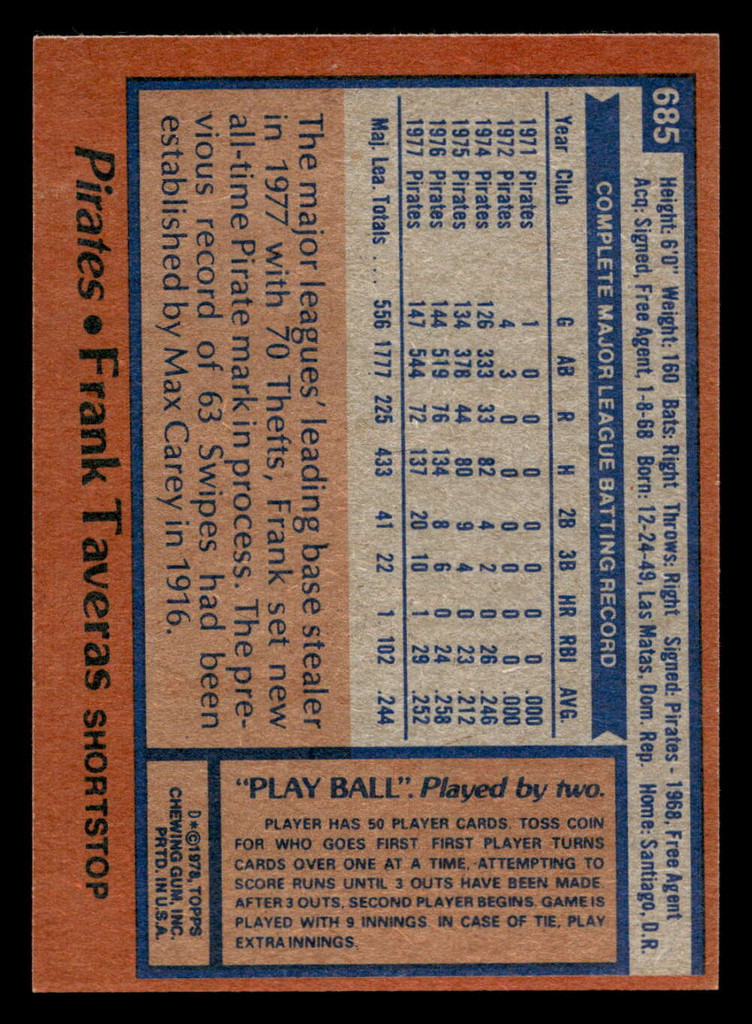 685
Height: 6'0" Weight: 160 Bats: Right Throws: Right Signed: Pirates - 1968, Free Agent
Acq: Signed, Free Agent, 1-8-68 Born: 12-24-49, Las Matas, Dom. Rep. Home: Santiago, D.R.
COMPLETE MAJOR LEAGUE BATTING RECORD
Year Club G AB R H 2B 3B HR RBI AVG.
1971 Pirates 1 0 0 0 0 0 0 0 .000
1972 Pirates 4 3 0 0 0 0 0 0 .000
1974 Pirates 126 333 33 82 4 2 0 26 .246
1975 Pirates 134 378 44 80 9 4 0 23 .212
1976 Pirates 144 519 76 134 8 6 0 24 .258
1977 Pirates 147 544 72 137 20 10 1 29 .252
Maj. Lea. Totals . . . 556 1777 225 433 41 22 1 102 .244
The major leagues' leading base stealer
in 1977 with 70 Thefts, Frank set new
all-time Pirate mark in process. The pre-
vious record of 63 Swipes had been
established by Max Carey in 1916.
Pirates • Frank Taveras SHORTSTOP
"PLAY BALL". Played by two.
PLAYER HAS 50 PLAYER CARDS. TOSS COIN
FOR WHO GOES FIRST. FIRST PLAYER TURNS
CARDS OVER ONE AT A TIME, ATTEMPTING TO
SCORE RUNS UNTIL 3 OUTS HAVE BEEN MADE.
AFTER 3 OUTS, SECOND PLAYER BEGINS. GAME IS
PLAYED WITH 9 INNINGS. IN CASE OF TIE, PLAY
EXTRA INNINGS.
D*©1978, TOPPS
CHEWING GUM, INC.
PRTD. IN U.S.A.